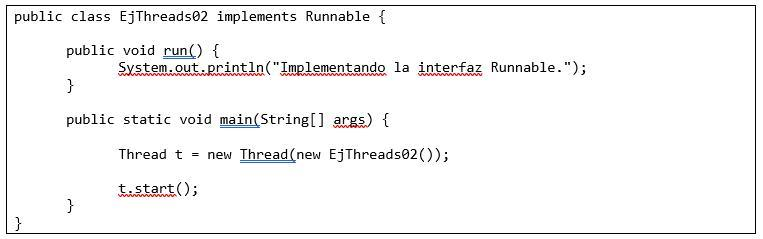 public class EjThreads02 implements Runnable {
public void run() {
System.out.println("Implementando la interfaz Runnable.");
}
public static void main(String[] args) {
Thread t = new Thread(new EjThreads02());
t.start();
}
}